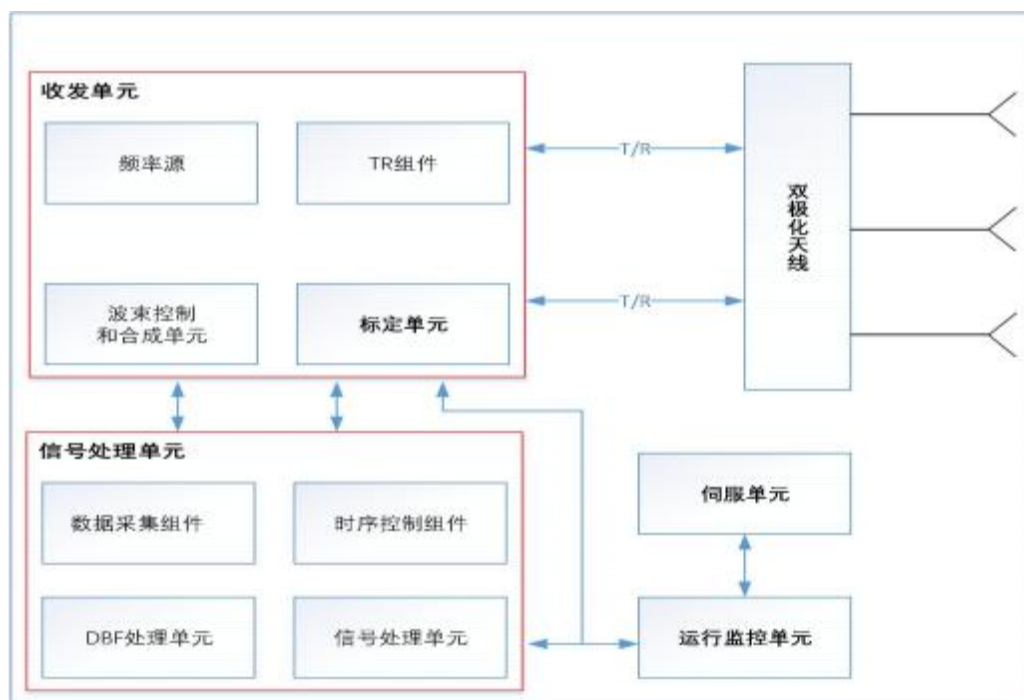 收发单元
频率源
TR组件
T/R
波束控制
和合成单元
标定单元
T/R
双极化天线
信号处理单元
数据采集组件
时序控制组件
DBF处理单元
信号处理单元
伺服单元
运行监控单元